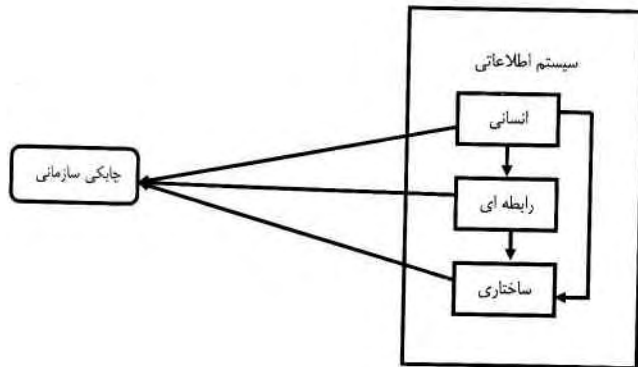 سیستم اطلاعاتی
انسانی
رابطه ای
ساختاری
چابکی سازمانی